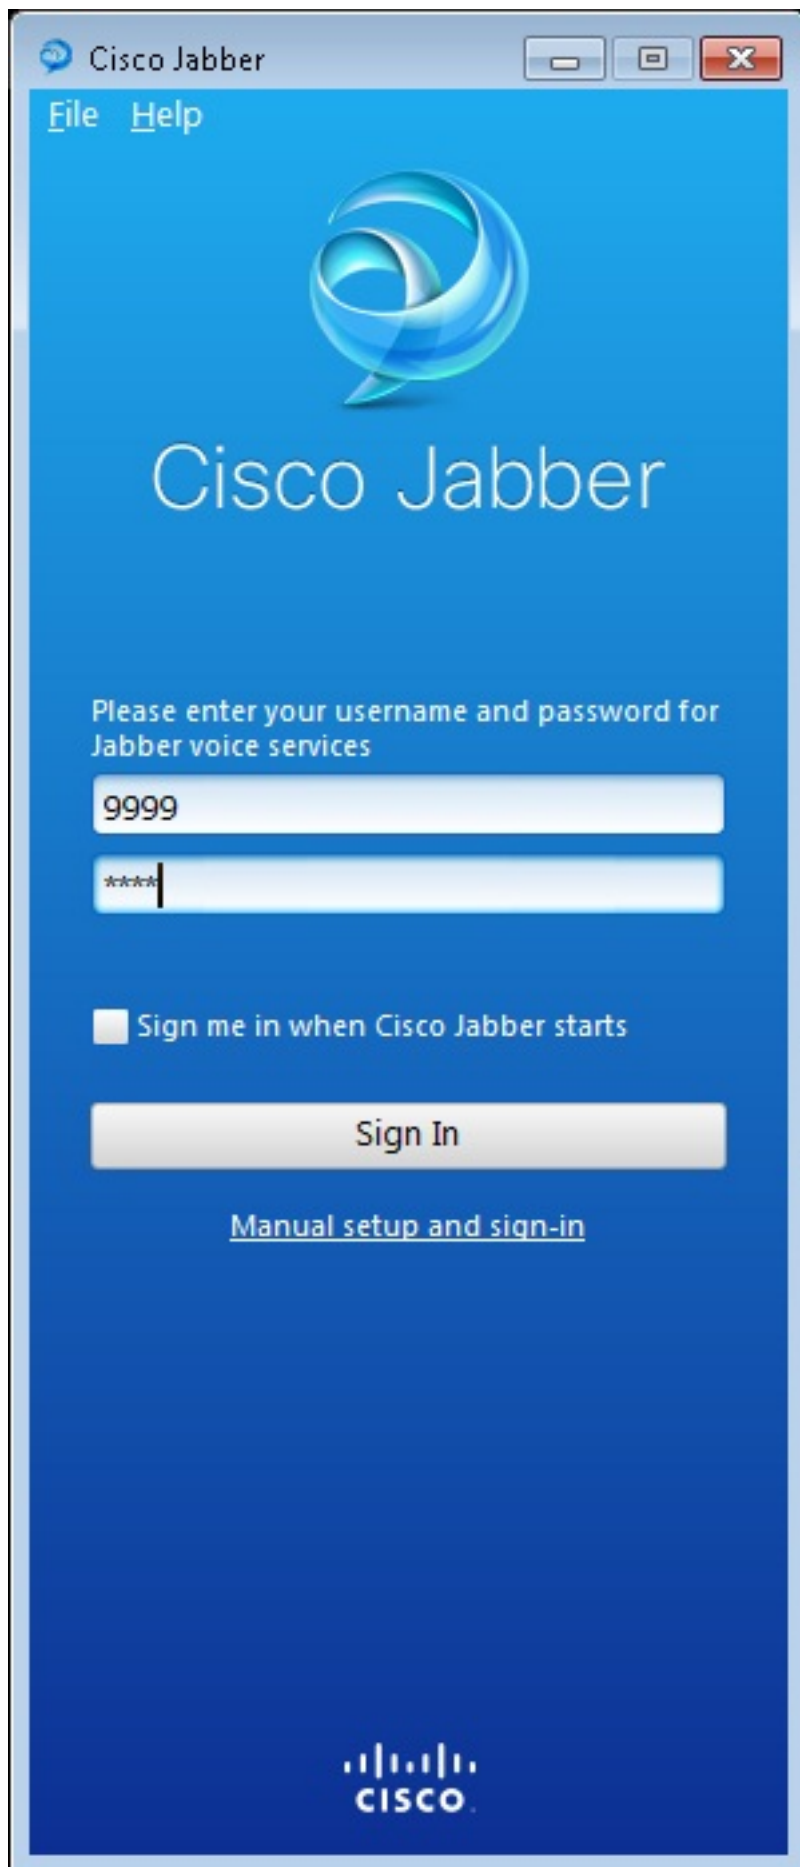 Cisco Jabber
File Help
Cisco Jabber
Please enter your username and password for
Jabber voice services
9999
****
Sign me in when Cisco Jabber starts
Sign In
Manual setup and sign-in
CISCO.